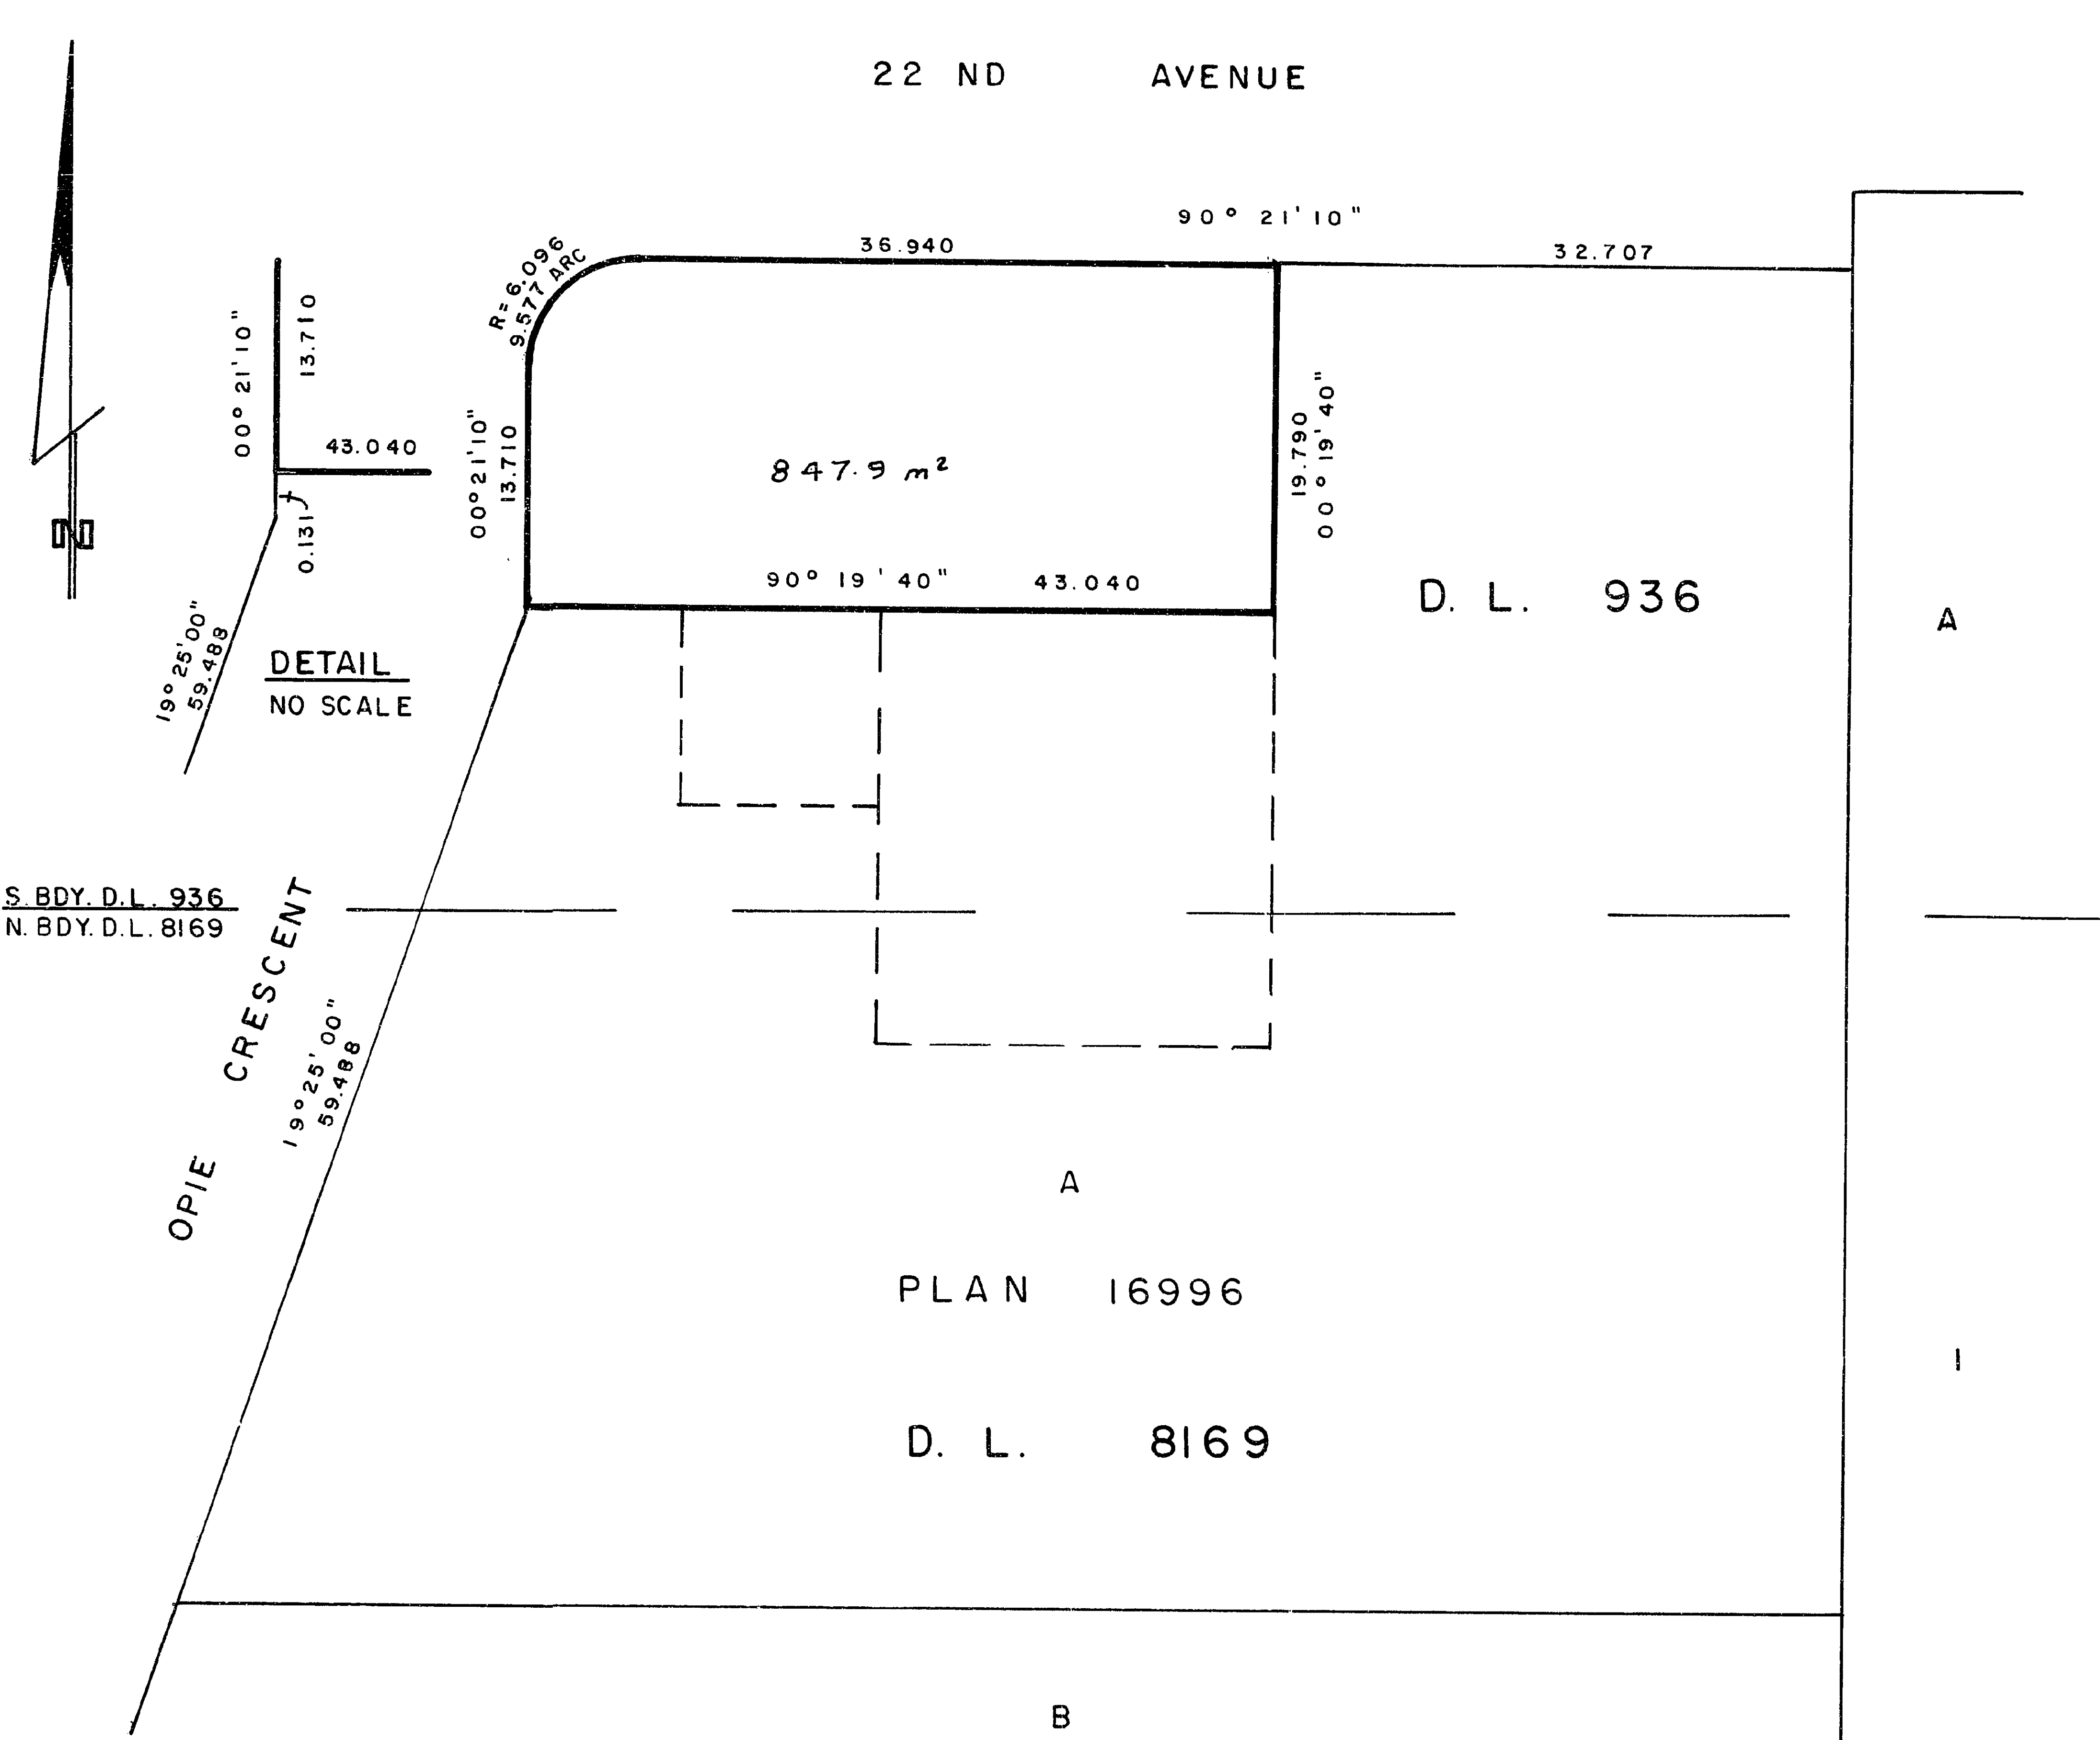 22 ND AVENUE
90° 21' 10"
36.940
32.707
R= 6.096
9.577 ARC
00° 21' 10"
13.710
43.040
0.131
19° 25' 00"
59.488
DETAIL
NO SCALE
N
00° 21' 10"
13.710
847.9 m²
19.790
00° 19' 40"
90° 19' 40" 43.040
D. L. 936
A
S. BDY. D.L. 936
N. BDY. D.L. 8169
OPIE CRESCENT
19° 25' 00"
59.488
A
PLAN 16996
1
D. L. 8169
B